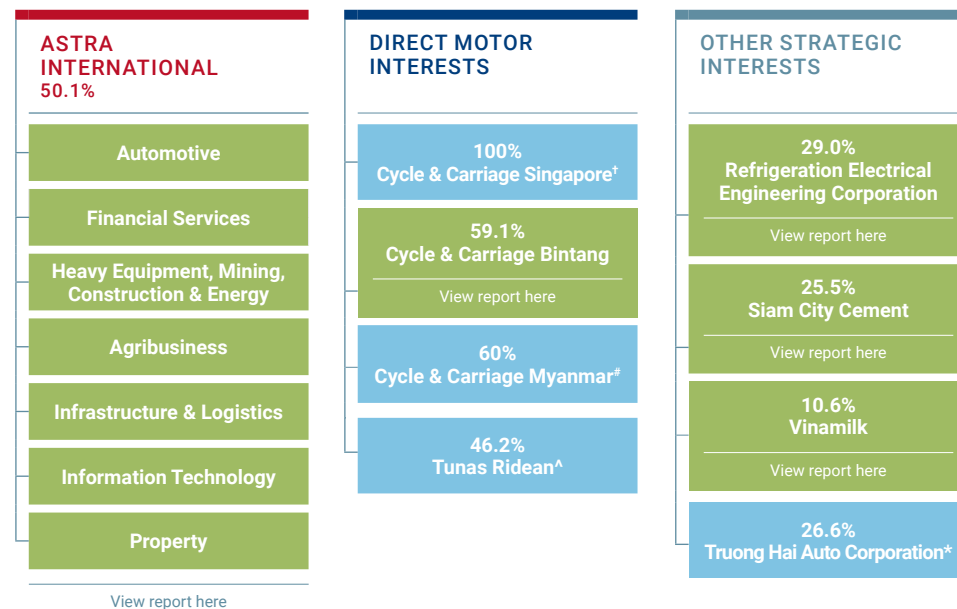 ASTRA
INTERNATIONAL
50.1%
Automotive
Financial Services
Heavy Equipment, Mining,
Construction & Energy
Agribusiness
Infrastructure & Logistics
Information Technology
Property
View report here
DIRECT MOTOR
INTERESTS
100%
Cycle & Carriage Singapore†
59.1%
Cycle & Carriage Bintang
View report here
60%
Cycle & Carriage Myanmar#
46.2%
Tunas Ridean^
OTHER STRATEGIC
INTERESTS
29.0%
Refrigeration Electrical
Engineering Corporation
View report here
25.5%
Siam City Cement
View report here
10.6%
Vinamilk
View report here
26.6%
Truong Hai Auto Corporation*